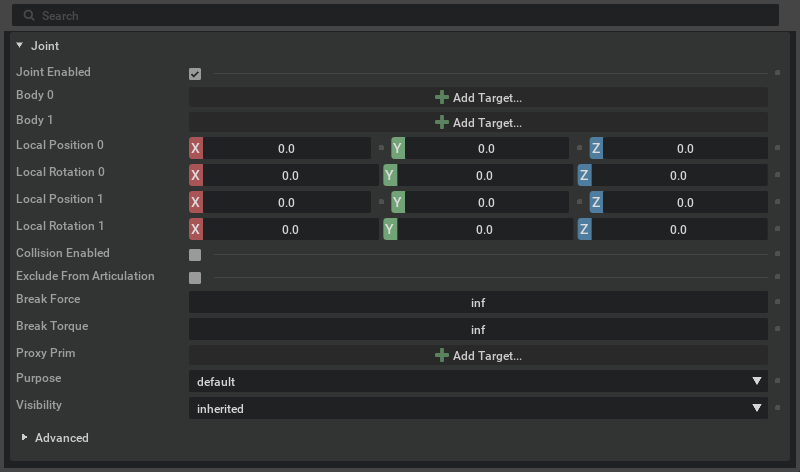 Search
Joint
Joint Enabled
Body 0 Add Target...
Body 1 Add Target...
Local Position 0 X 0.0 Y 0.0 Z 0.0
Local Rotation 0 X 0.0 Y 0.0 Z 0.0
Local Position 1 X 0.0 Y 0.0 Z 0.0
Local Rotation 1 X 0.0 Y 0.0 Z 0.0
Collision Enabled
Exclude From Articulation
Break Force inf
Break Torque inf
Proxy Prim Add Target...
Purpose default
Visibility inherited
Advanced